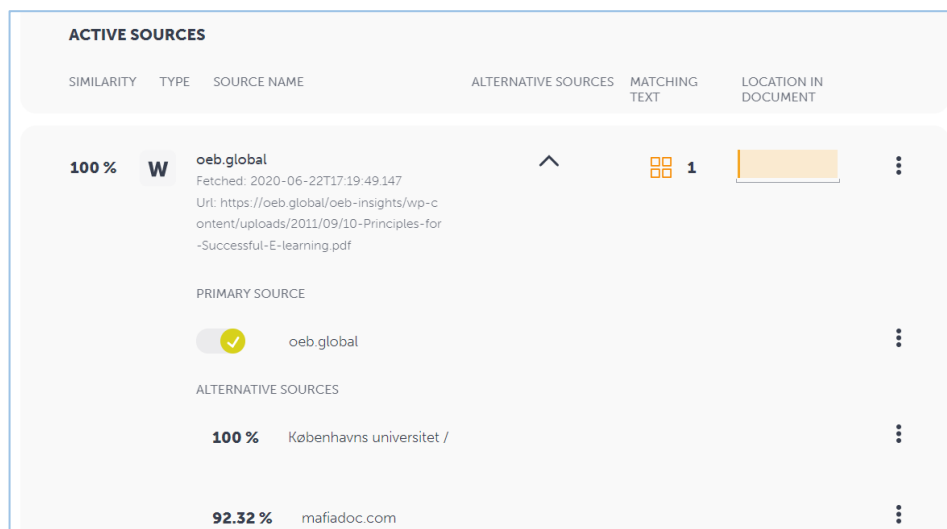 ACTIVE SOURCES
SIMILARITY TYPE SOURCE NAME ALTERNATIVE SOURCES MATCHING TEXT LOCATION IN DOCUMENT
100 % W oeb.global 1
Fetched: 2020-06-22T17:19:49.147
Url: https://oeb.global/oeb-insights/wp-c
ontent/uploads/2011/09/10-Principles-for
-Successful-E-learning.pdf
PRIMARY SOURCE
oeb.global
ALTERNATIVE SOURCES
100 % Københavns universitet /
92.32 % mafiadoc.com